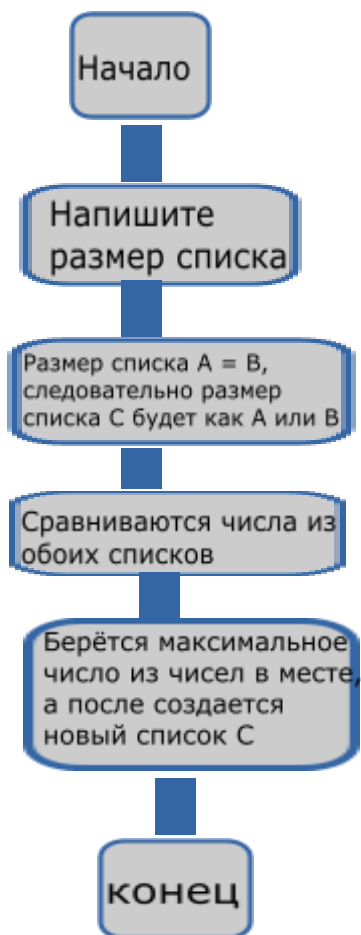 Начало
Напишите
размер списка
Размер списка А = В,
следовательно размер
списка С будет как А или В
Сравниваются числа из
обоих списков
Берётся максимальное
число из чисел в месте,
а после создается
новый список С
конец